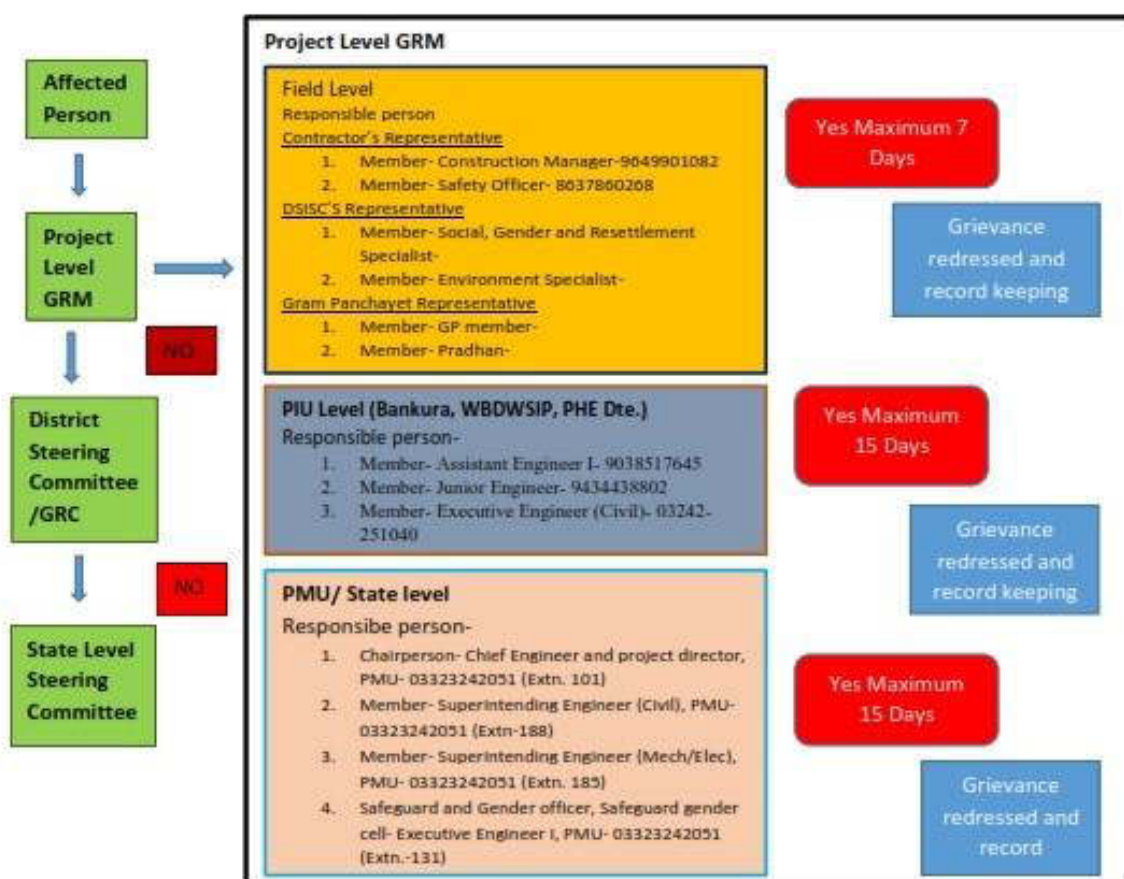 Affected
Person
Project
Level
GRM
NO
District
Steering
Committee
/GRC
NO
State Level
Steering
Committee
Project Level GRM
Field Level
Responsible person
Contractor's Representative
1. Member- Construction Manager-9649901082
2. Member- Safety Officer- 8637860268
DSISC'S Representative
1. Member- Social, Gender and Resettlement
Specialist-
2. Member- Environment Specialist-
Gram Panchayet Representative
1. Member- GP member-
2. Member- Pradhan-
Yes Maximum 7
Days
Grievance
redressed and
record keeping
PIU Level (Bankura, WBDWSIP, PHE Dte.)
Responsible person-
1. Member- Assistant Engineer I- 9038517645
2. Member- Junior Engineer- 9434438802
3. Member- Executive Engineer (Civil)- 03242-
251040
Yes Maximum
15 Days
Grievance
redressed and
record keeping
PMU/ State level
Responsibe person-
1. Chairperson- Chief Engineer and project director,
PMU- 03323242051 (Extn. 101)
2. Member- Superintending Engineer (Civil), PMU-
03323242051 (Extn-188)
3. Member- Superintending Engineer (Mech/Elec),
PMU- 03323242051 (Extn. 185)
4. Safeguard and Gender officer, Safeguard gender
cell- Executive Engineer I, PMU- 03323242051
(Extn.-131)
Yes Maximum
15 Days
Grievance
redressed and
record